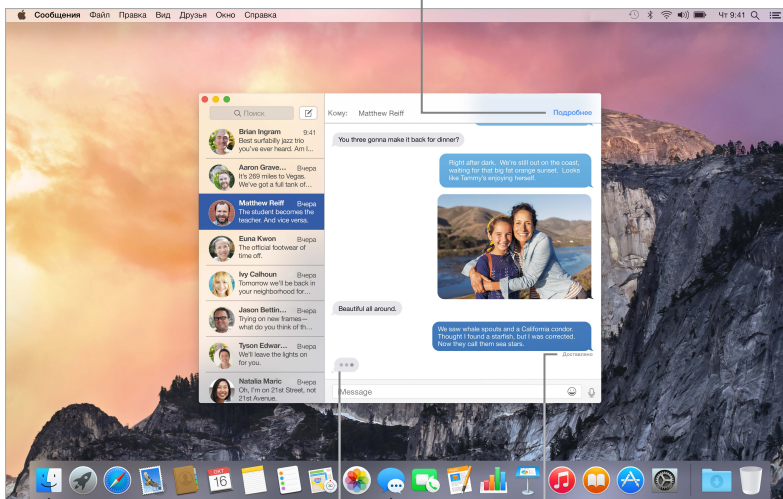 Сообщения Файл Правка Вид Друзья Окно Справка
Чт 9:41
Поиск
Кому: Matthew Reiff
Подробнее
Brian Ingram 9:41
Best surfabilly jazz trio
you've ever heard. Am I...
Aaron Grave... Вчера
It's 269 miles to Vegas.
We've got a full tank of...
Matthew Reiff Вчера
The student becomes the
teacher. And vice versa.
Euna Kwon Вчера
The official footwear of
time off.
Ivy Calhoun Вчера
Tomorrow we'll be back in
your neighborhood for...
Jason Bettin... Вчера
Trying on new frames—
what do you think of th...
Tyson Edwar... Вчера
We'll leave the lights on
for you.
Natalia Maric Вчера
Oh, I'm on 21st Street, not
21st Avenue.
You three gonna make it back for dinner?
Right after dark. We're still out on the coast,
waiting for that big fat orange sunset. Looks
like Tammy's enjoying herself.
Beautiful all around.
We saw whale spouts and a California condor.
Thought I found a starfish, but I was corrected.
Now they call them sea stars.
Доставлено
Message
ОКТ
16